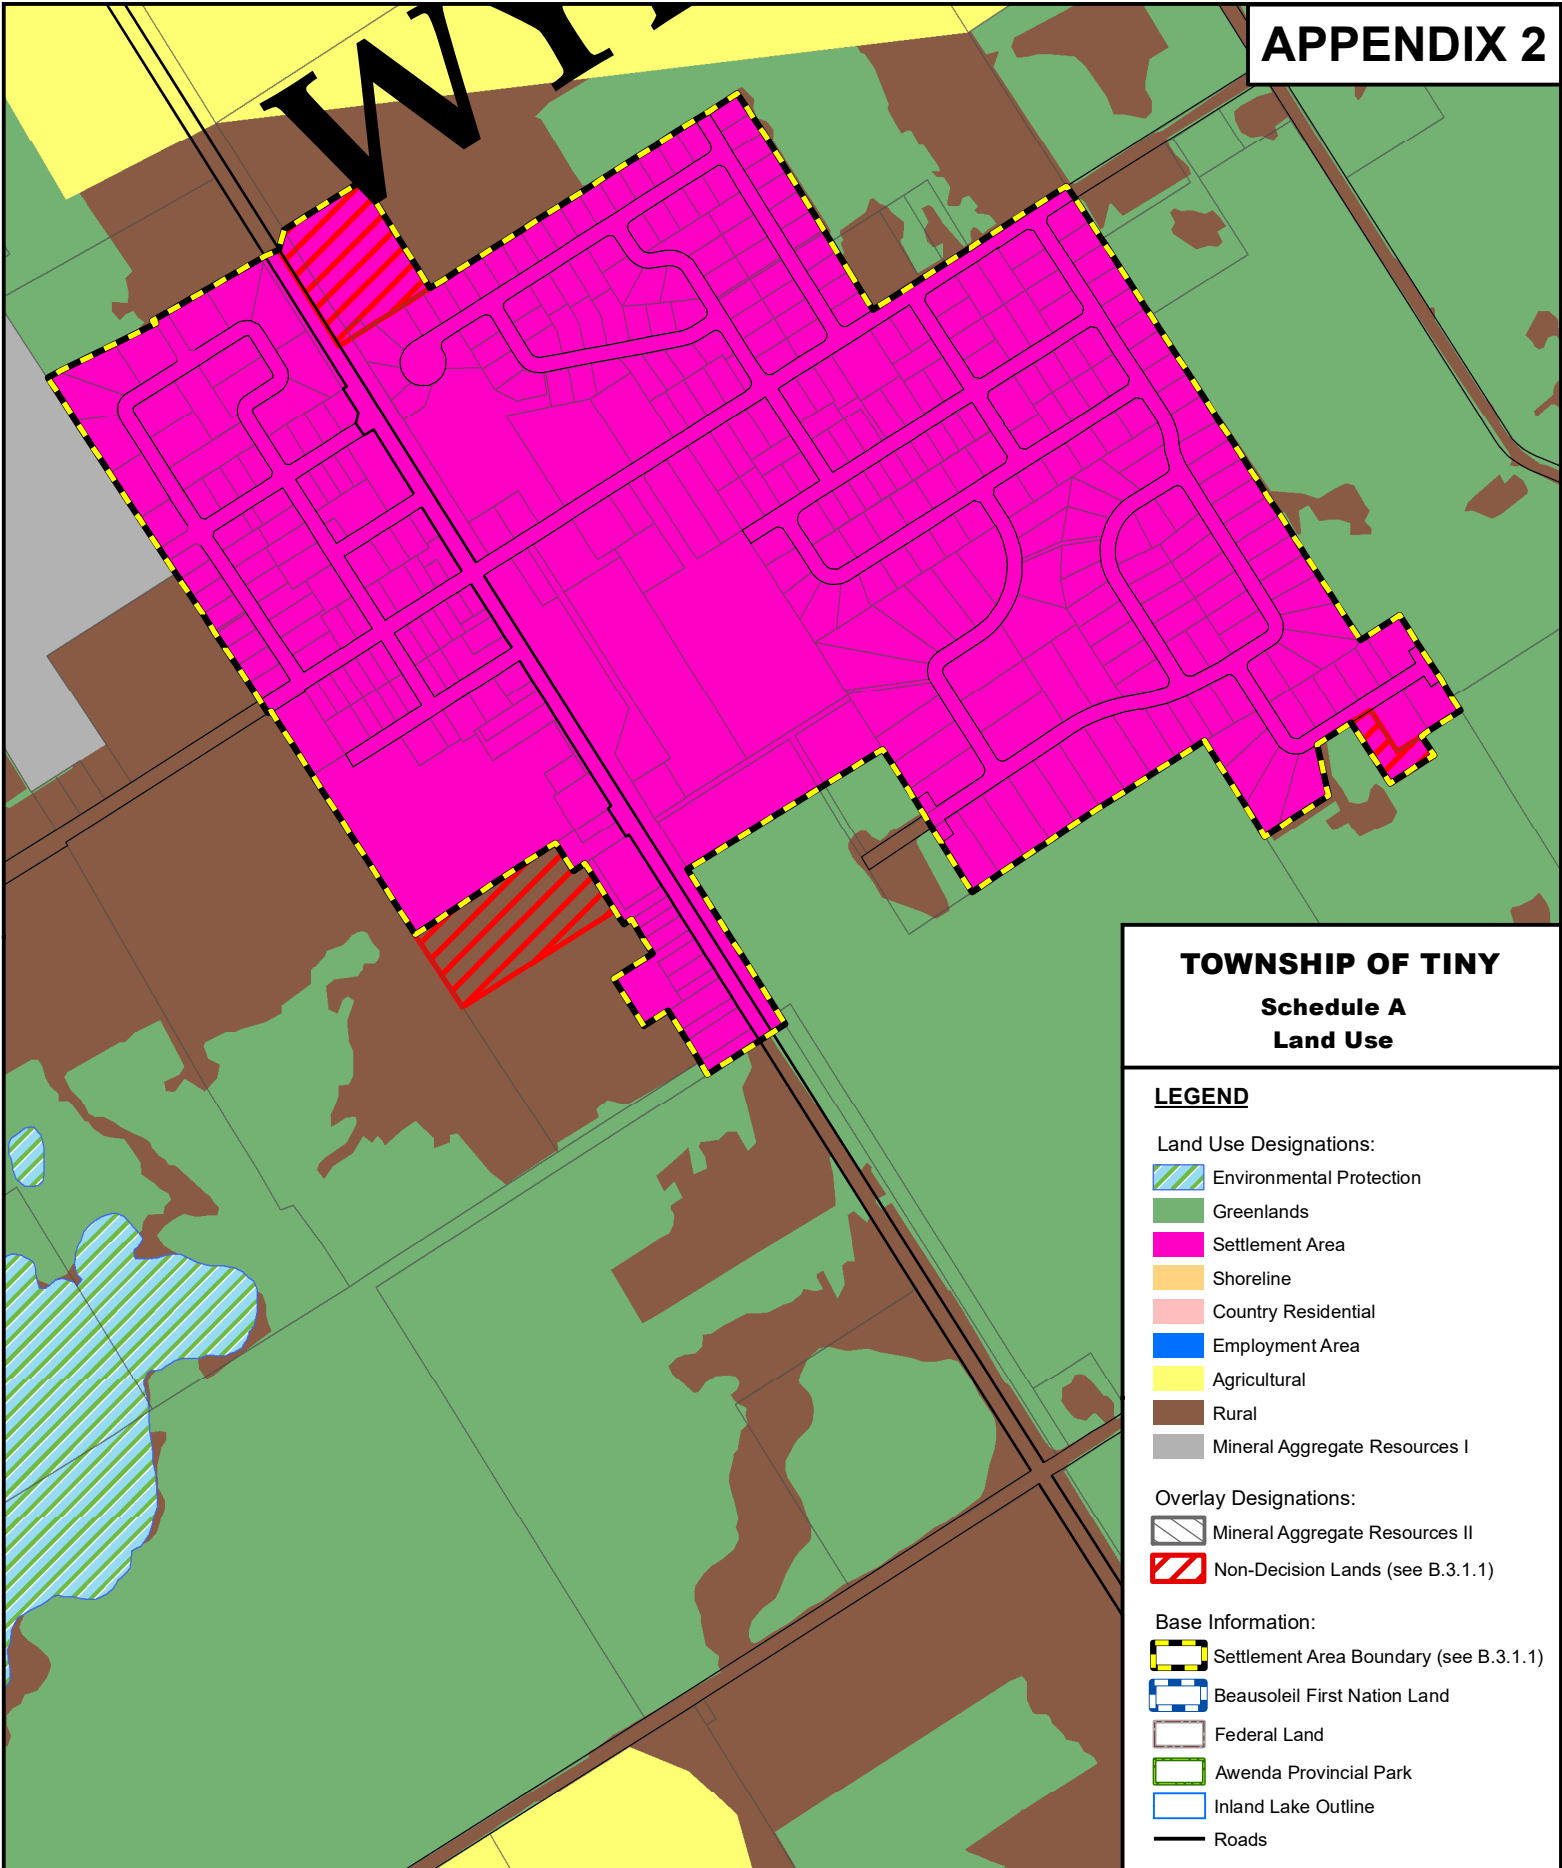 APPENDIX 2
TOWNSHIP OF TINY
Schedule A
Land Use
LEGEND
Land Use Designations:
Environmental Protection
Greenlands
Settlement Area
Shoreline
Country Residential
Employment Area
Agricultural
Rural
Mineral Aggregate Resources I
Overlay Designations:
Mineral Aggregate Resources II
Non-Decision Lands (see B.3.1.1)
Base Information:
Settlement Area Boundary (see B.3.1.1)
Beausoleil First Nation Land
Federal Land
Awenda Provincial Park
Inland Lake Outline
Roads